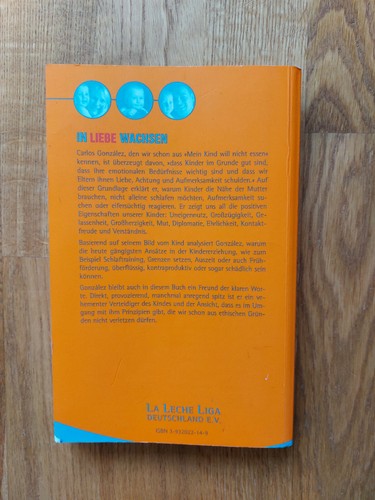 IN LIEBE WACHSEN
Carlos González, den wir schon aus «Mein Kind will nicht essen»
kennen, ist überzeugt davon, «dass Kinder im Grunde gut sind,
dass ihre emotionalen Bedürfnisse wichtig sind und dass wir
Eltern ihnen Liebe, Achtung und Aufmerksamkeit schulden.» Auf
dieser Grundlage erklärt er, warum Kinder die Nähe der Mutter
brauchen, nicht alleine schlafen möchten, Aufmerksamkeit su-
chen oder eifersüchtig reagieren. Er zeigt uns all die positiven
Eigenschaften unserer Kinder: Uneigennutz, Großzügigkeit, Ge-
lassenheit, Großherzigkeit, Mut, Diplomatie, Ehrlichkeit, Kontakt-
freude und Verständnis.
Basierend auf seinem Bild vom Kind analysiert González, warum
die heute gängigsten Ansätze in der Kindererziehung, wie zum
Beispiel Schlaftraining, Grenzen setzen, Auszeit oder auch Früh-
förderung, überflüssig, kontraproduktiv oder sogar schädlich sein
können.
González bleibt auch in diesem Buch ein Freund der klaren Wor-
te. Direkt, provozierend, manchmal anregend spitz ist er ein ve-
hementer Verteidiger des Kindes und der Ansicht, dass es im Um-
gang mit ihm Prinzipien gibt, die wir schon aus ethischen Grün-
den nicht verletzen dürfen.
LA LECHE LIGA
DEUTSCHLAND E.V.
ISBN